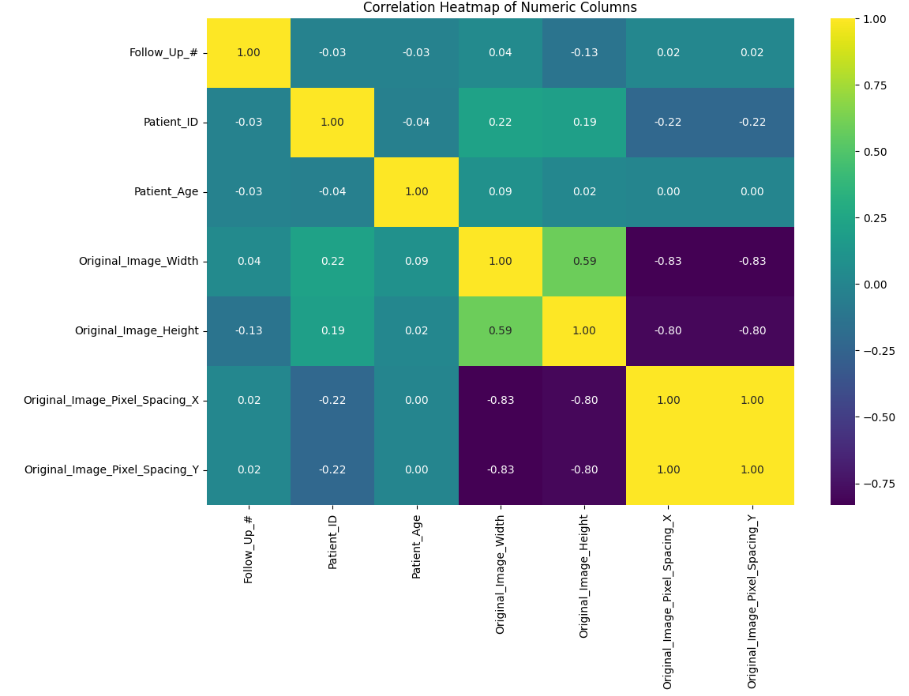 Correlation Heatmap of Numeric Columns
Follow_Up_# 1.00 -0.03 -0.03 0.04 -0.13 0.02 0.02
Patient_ID -0.03 1.00 -0.04 0.22 0.19 -0.22 -0.22
Patient_Age -0.03 -0.04 1.00 0.09 0.02 0.00 0.00
Original_Image_Width 0.04 0.22 0.09 1.00 0.59 -0.83 -0.83
Original_Image_Height -0.13 0.19 0.02 0.59 1.00 -0.80 -0.80
Original_Image_Pixel_Spacing_X 0.02 -0.22 0.00 -0.83 -0.80 1.00 1.00
Original_Image_Pixel_Spacing_Y 0.02 -0.22 0.00 -0.83 -0.80 1.00 1.00
Follow_Up_#
Patient_ID
Patient_Age
Original_Image_Width
Original_Image_Height
Original_Image_Pixel_Spacing_X
Original_Image_Pixel_Spacing_Y
1.00
0.75
0.50
0.25
0.00
−0.25
−0.50
−0.75